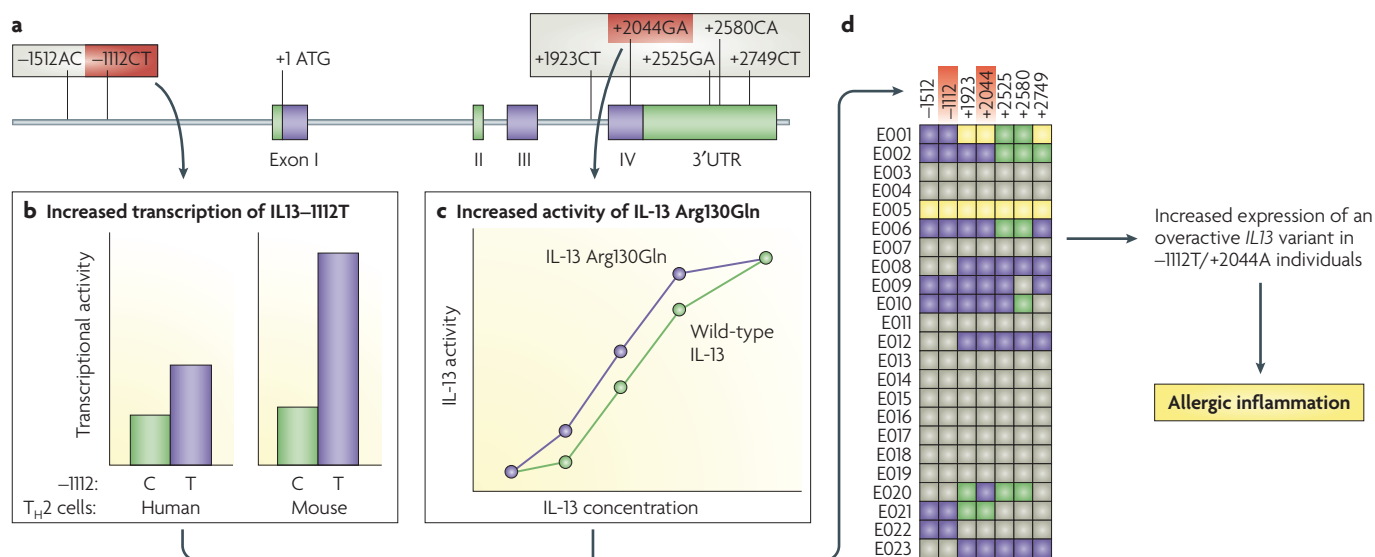 a
−1512AC −1112CT
+1 ATG
+2044GA +2580CA
+1923CT +2525GA +2749CT
Exon I
II
III
IV
3′UTR
b Increased transcription of IL13–1112T
Transcriptional activity
−1112: C T C T
TH2 cells: Human Mouse
c Increased activity of IL-13 Arg130Gln
IL-13 activity
IL-13 Arg130Gln
Wild-type
IL-13
IL-13 concentration
d
−1512
−1112
+1923
+2044
+2525
+2580
+2749
E001
E002
E003
E004
E005
E006
E007
E008
E009
E010
E011
E012
E013
E014
E015
E016
E017
E018
E019
E020
E021
E022
E023
Increased expression of an
overactive IL13 variant in
−1112T/+2044A individuals
Allergic inflammation